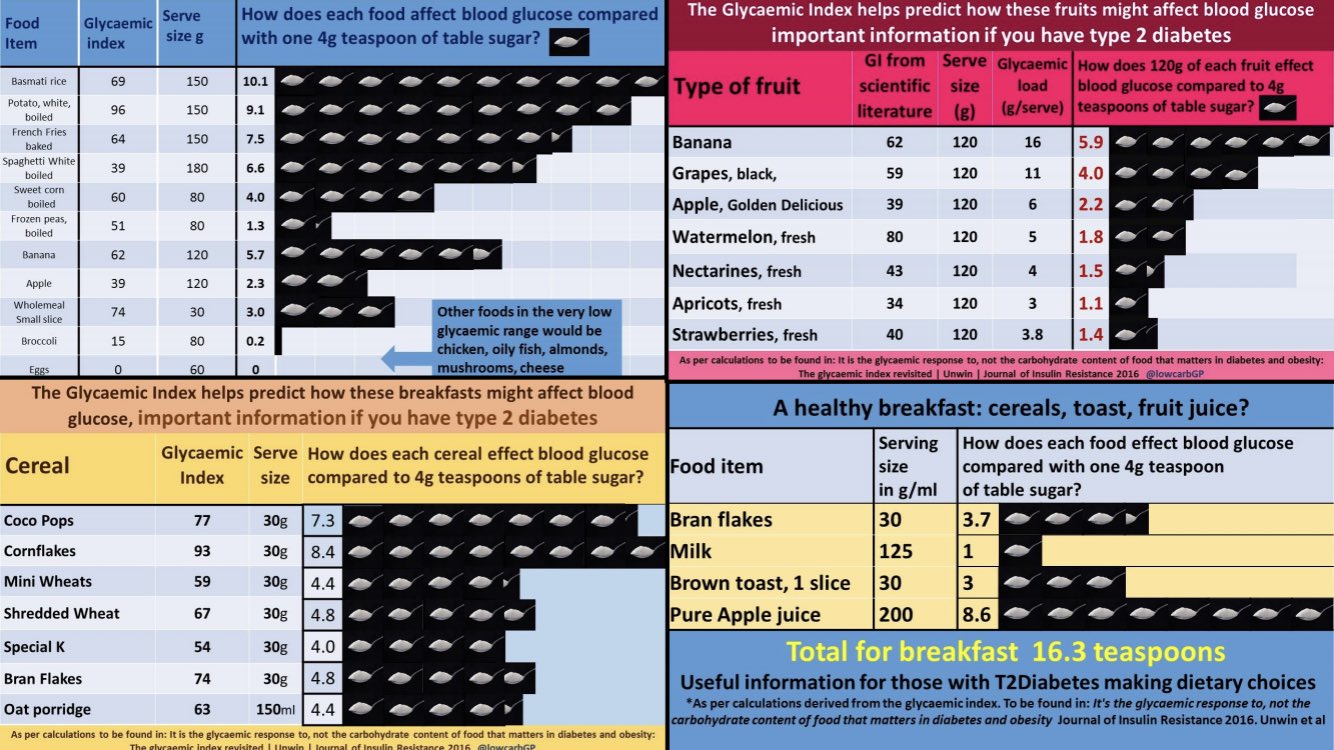 Food Item Glycaemic index Serve size g How does each food affect blood glucose compared with one 4g teaspoon of table sugar?
Basmati rice 69 150 10.1
Potato, white, boiled 96 150 9.1
French Fries baked 64 150 7.5
Spaghetti White boiled 39 180 6.6
Sweet corn boiled 60 80 4.0
Frozen peas, boiled 51 80 1.3
Banana 62 120 5.7
Apple 39 120 2.3
Wholemeal Small slice 74 30 3.0
Broccoli 15 80 0.2
Eggs 0 60 0
Other foods in the very low
glycaemic range would be
chicken, oily fish, almonds,
mushrooms, cheese
The Glycaemic Index helps predict how these fruits might affect blood glucose
important information if you have type 2 diabetes
Type of fruit GI from scientific literature Serve size (g) Glycaemic load (g/serve) How does 120g of each fruit effect blood glucose compared to 4g teaspoons of table sugar?
Banana 62 120 16 5.9
Grapes, black, 59 120 11 4.0
Apple, Golden Delicious 39 120 6 2.2
Watermelon, fresh 80 120 5 1.8
Nectarines, fresh 43 120 4 1.5
Apricots, fresh 34 120 3 1.1
Strawberries, fresh 40 120 3.8 1.4
As per calculations to be found in: It is the glycaemic response to, not the carbohydrate content of food that matters in diabetes and obesity:
The glycaemic index revisited | Unwin | Journal of Insulin Resistance 2016 @lowcarbGP
The Glycaemic Index helps predict how these breakfasts might affect blood
glucose, important information if you have type 2 diabetes
Cereal Glycaemic Index Serve size How does each cereal effect blood glucose compared to 4g teaspoons of table sugar?
Coco Pops 77 30g 7.3
Cornflakes 93 30g 8.4
Mini Wheats 59 30g 4.4
Shredded Wheat 67 30g 4.8
Special K 54 30g 4.0
Bran Flakes 74 30g 4.8
Oat porridge 63 150ml 4.4
As per calculations to be found in: It is the glycaemic response to, not the carbohydrate content of food that matters in diabetes and obesity:
The glycaemic index revisited | Unwin | Journal of Insulin Resistance 2016 @lowcarbGP
A healthy breakfast: cereals, toast, fruit juice?
Food item Serving size in g/ml How does each food effect blood glucose compared with one 4g teaspoon of table sugar?
Bran flakes 30 3.7
Milk 125 1
Brown toast, 1 slice 30 3
Pure Apple juice 200 8.6
Total for breakfast 16.3 teaspoons
Useful information for those with T2Diabetes making dietary choices
*As per calculations derived from the glycaemic index. To be found in: It's the glycaemic response to, not the
carbohydrate content of food that matters in diabetes and obesity Journal of Insulin Resistance 2016. Unwin et al